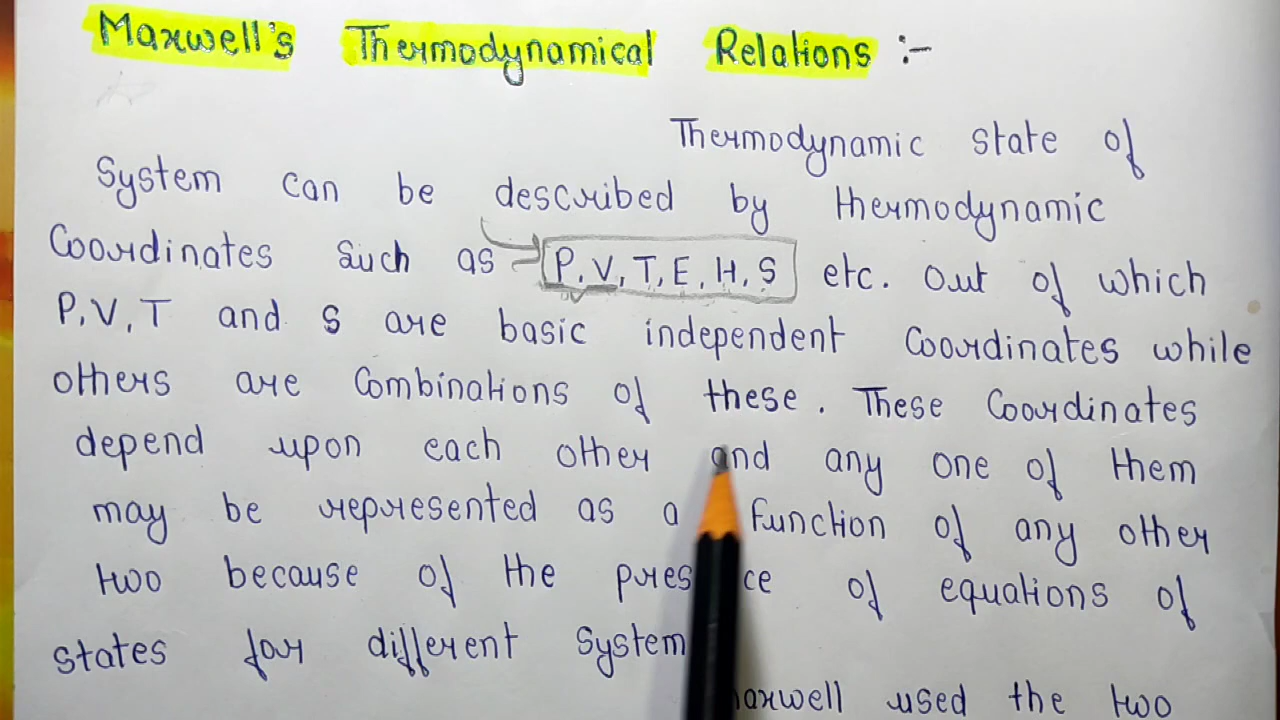 Maxwell's Thermodynamical Relations :-
Thermodynamic state of
System can be described by thermodynamic
Coordinates such as P, V, T, E, H, S etc. Out of which
P, V, T and S are basic independent Coordinates while
others are Combinations of these. These Coordinates
depend upon each other and any one of them
may be represented as a function of any other
two because of the of equations of
states for different System
used the two